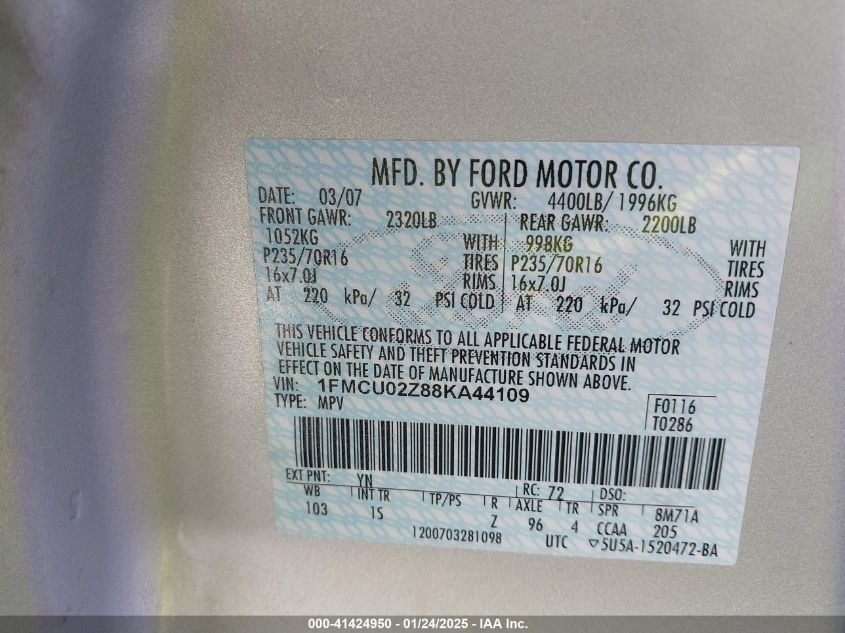 MFD. BY FORD MOTOR CO.
DATE: 03/07 GVWR: 4400LB/ 1996KG
FRONT GAWR: 2320LB REAR GAWR: 2200LB
1052KG WITH 998KG WITH
P235/70R16 TIRES P235/70R16 TIRES
16x7.0J RIMS 16x7.0J RIMS
AT 220 kPa/ 32 PSI COLD AT 220 kPa/ 32 PSI COLD
THIS VEHICLE CONFORMS TO ALL APPLICABLE FEDERAL MOTOR
VEHICLE SAFETY AND THEFT PREVENTION STANDARDS IN
EFFECT ON THE DATE OF MANUFACTURE SHOWN ABOVE.
VIN: 1FMCU02Z88KA44109
TYPE: MPV
F0116
T0286
EXT PNT: YN RC: 72 DSO:
WB INT TR TP/PS R AXLE TR SPR 8M71A
103 IS Z 96 4 CCAA 205
1200703281098 UTC ▽5U5A-1520472-BA
000-41424950 - 01/24/2025 - IAA Inc.